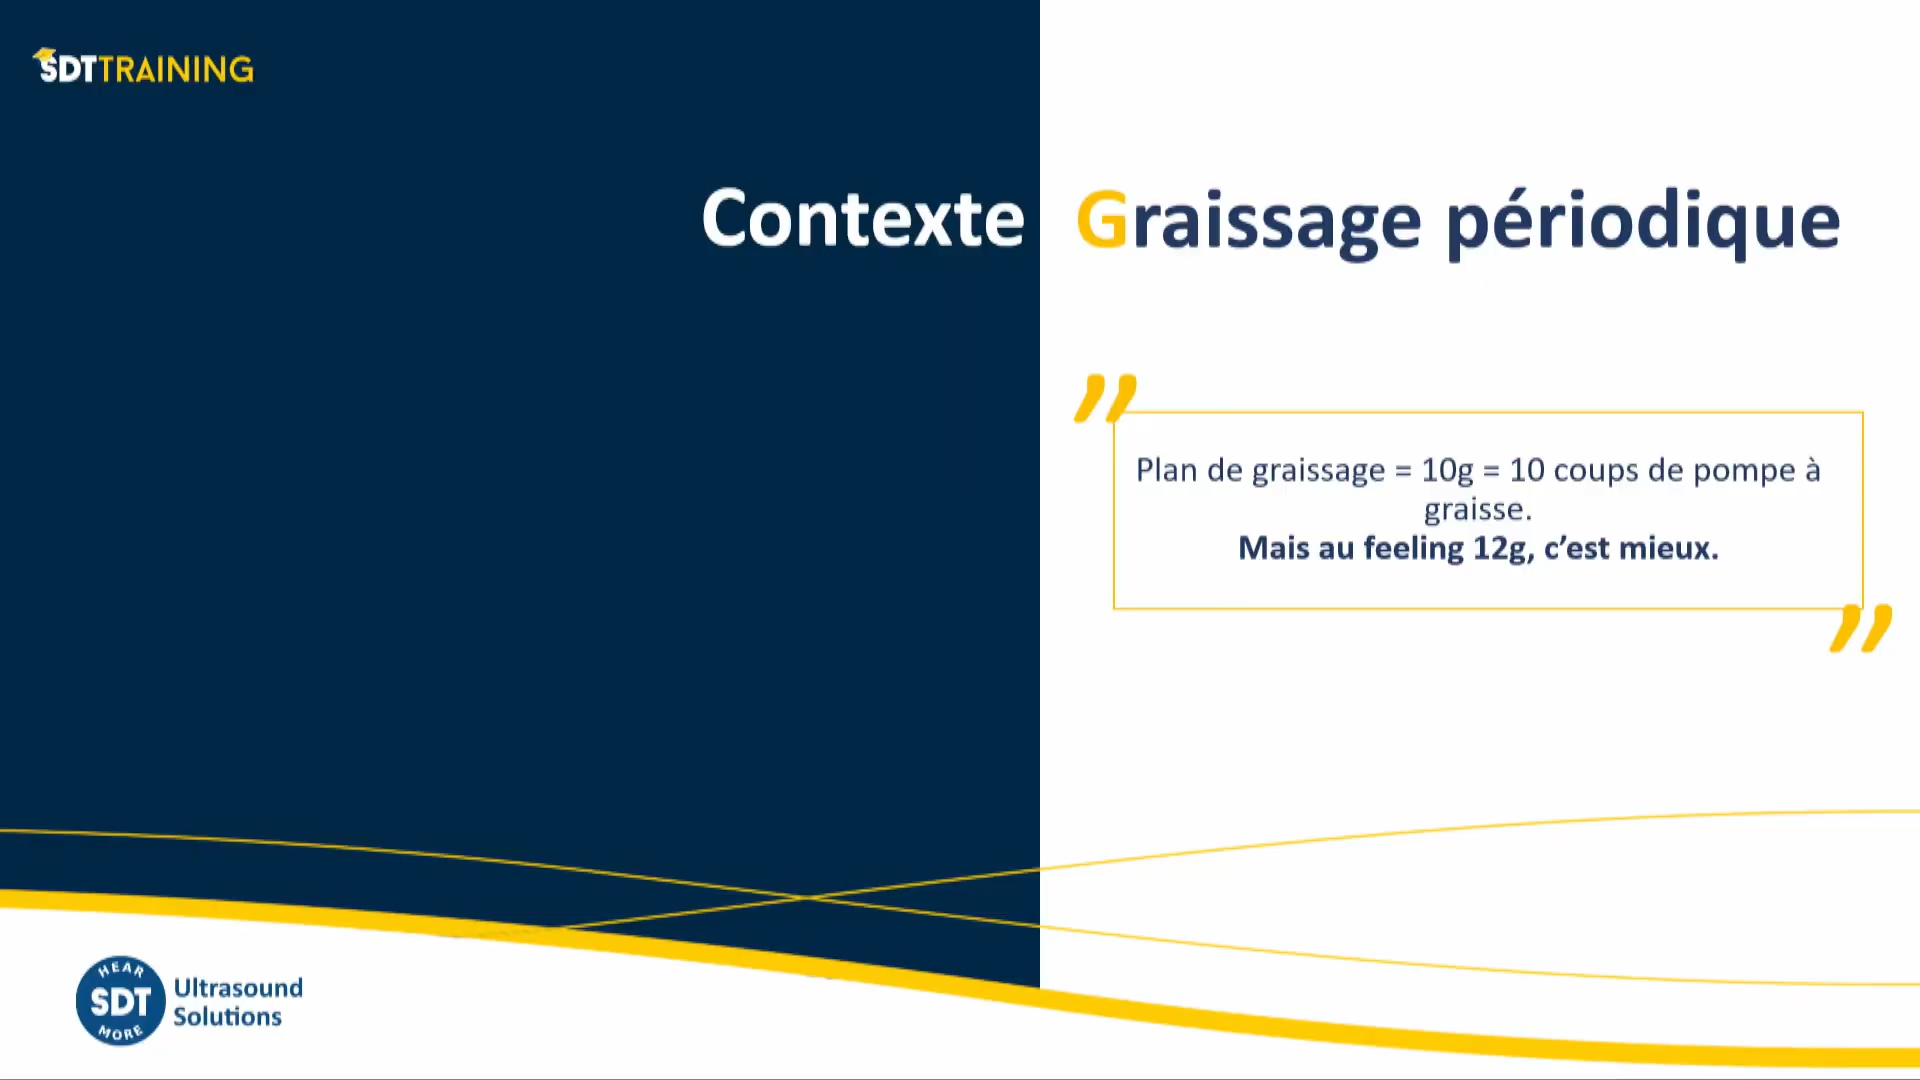 SDTTRAINING
Contexte Graissage périodique
”
Plan de graissage = 10g = 10 coups de pompe à
graisse.
Mais au feeling 12g, c’est mieux.
”
HEAR
SDT
MORE
Ultrasound
Solutions